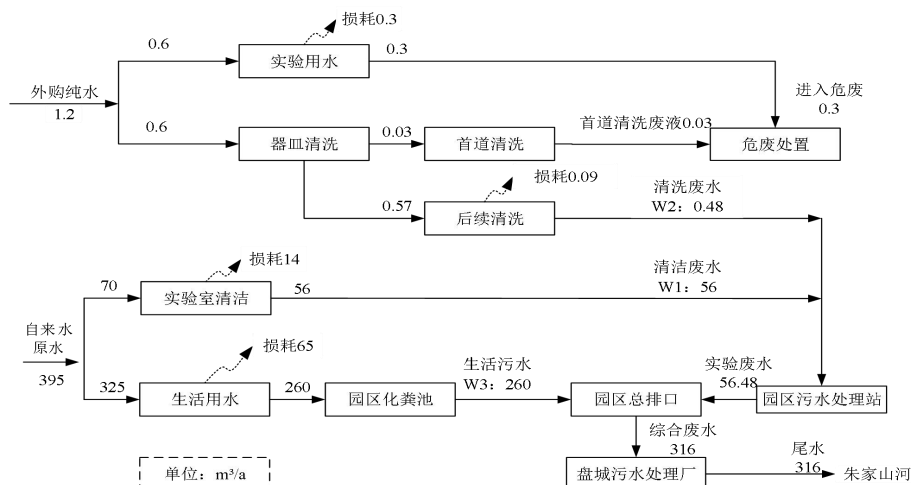 损耗0.3
0.6
实验用水
0.3
外购纯水
1.2
进入危废
0.3
0.6
器皿清洗
0.03
首道清洗
首道清洗废液0.03
危废处置
损耗0.09
0.57
后续清洗
清洗废水
W2：0.48
损耗14
70
实验室清洁
56
清洁废水
W1：56
自来水
原水
395
损耗65
325
生活用水
260
园区化粪池
生活污水
W3：260
园区总排口
实验废水
56.48
园区污水处理站
综合废水
316
单位：m³/a
盘城污水处理厂
尾水
316
朱家山河